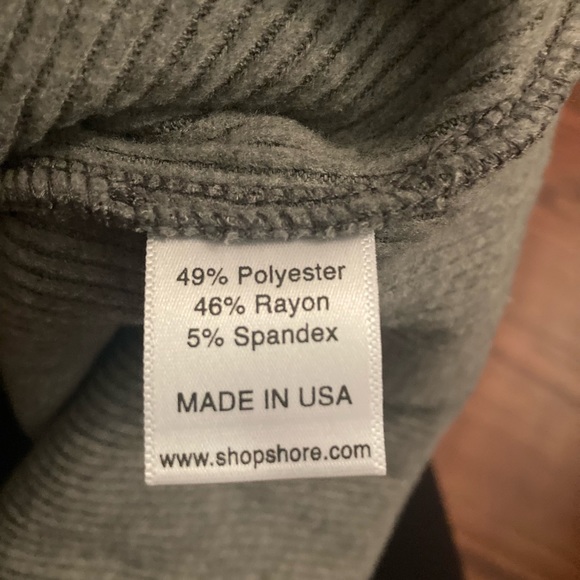 49% Polyester
46% Rayon
5% Spandex
MADE IN USA
www.shopshore.com